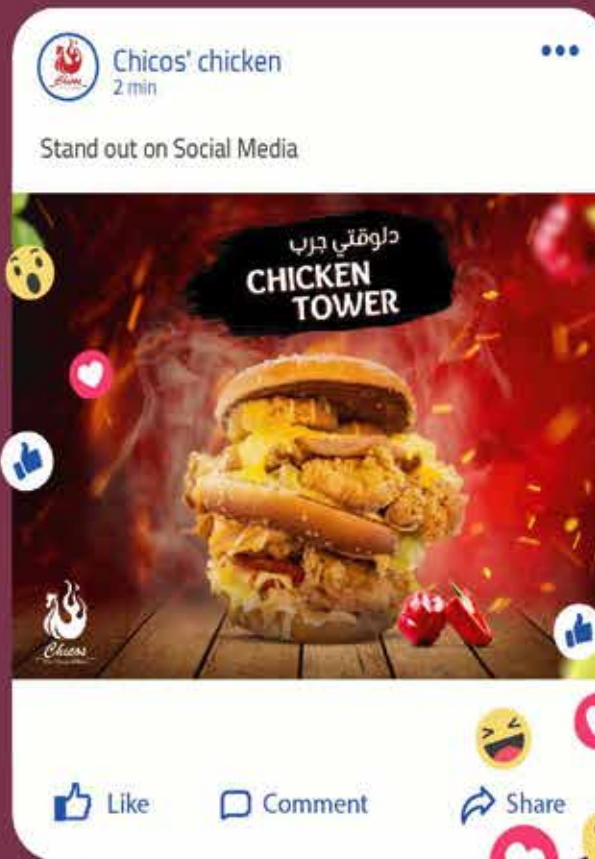 Chicos' chicken
2 min
Stand out on Social Media
دلوقتي جرب
CHICKEN
TOWER
Chicos
Like
Comment
Share